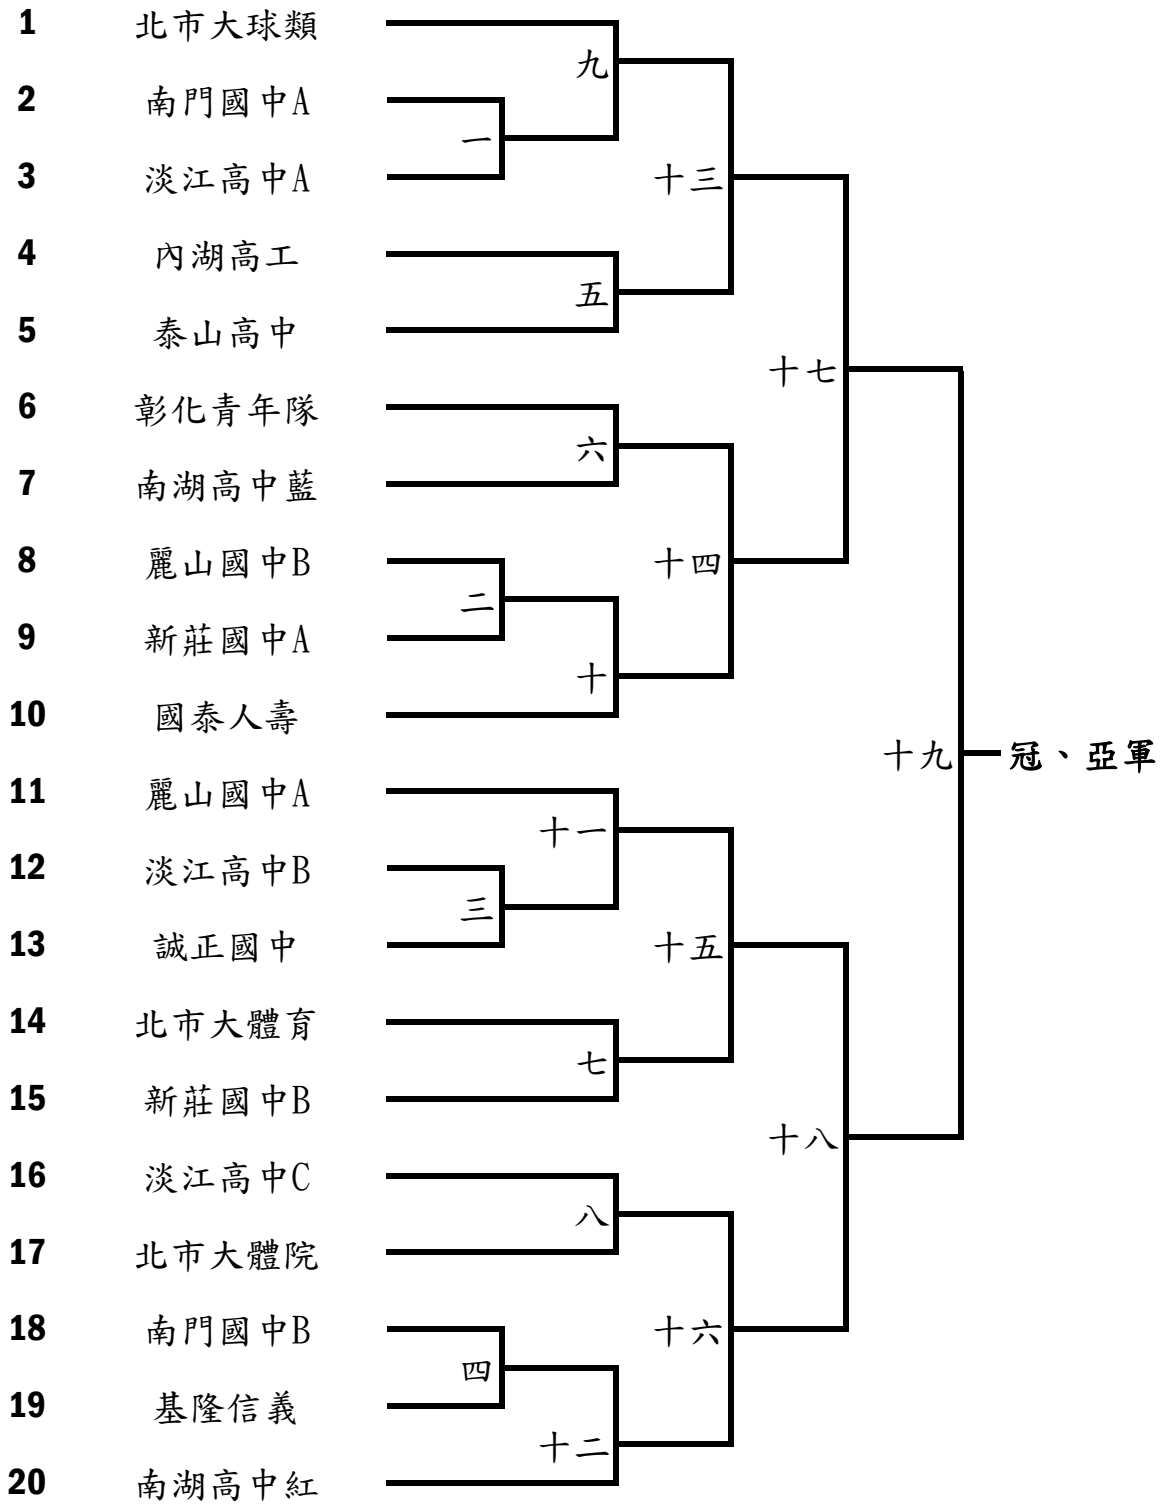 1 北市大球類
九
2 南門國中A
一
3 淡江高中A
十三
4 內湖高工
五
5 泰山高中
十七
6 彰化青年隊
六
7 南湖高中藍
8 麗山國中B
十四
二
9 新莊國中A
十
10 國泰人壽
十九 冠、亞軍
11 麗山國中A
十一
12 淡江高中B
三
13 誠正國中
十五
14 北市大體育
七
15 新莊國中B
十八
16 淡江高中C
八
17 北市大體院
18 南門國中B
十六
四
19 基隆信義
十二
20 南湖高中紅